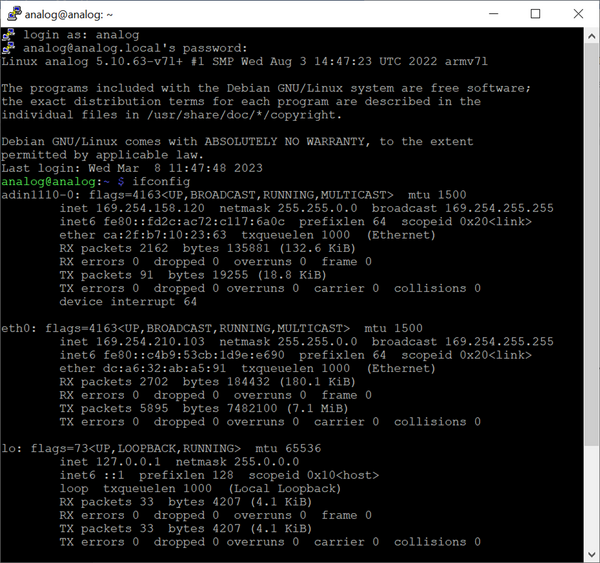 analog@analog: ~
login as: analog
analog@analog.local's password:
Linux analog 5.10.63-v7l+ #1 SMP Wed Aug 3 14:47:23 UTC 2022 armv7l
The programs included with the Debian GNU/Linux system are free software;
the exact distribution terms for each program are described in the
individual files in /usr/share/doc/*/copyright.
Debian GNU/Linux comes with ABSOLUTELY NO WARRANTY, to the extent
permitted by applicable law.
Last login: Wed Mar  8 11:47:48 2023
analog@analog:~ $ ifconfig
adin1110-0: flags=4163<UP,BROADCAST,RUNNING,MULTICAST>  mtu 1500
        inet 169.254.158.120  netmask 255.255.0.0  broadcast 169.254.255.255
        inet6 fe80::fd2c:ac72:c117:6a0c  prefixlen 64  scopeid 0x20<link>
        ether ca:2f:b7:10:23:63  txqueuelen 1000  (Ethernet)
        RX packets 2162  bytes 135881 (132.6 KiB)
        RX errors 0  dropped 0  overruns 0  frame 0
        TX packets 91  bytes 19255 (18.8 KiB)
        TX errors 0  dropped 0 overruns 0  carrier 0  collisions 0
        device interrupt 64
eth0: flags=4163<UP,BROADCAST,RUNNING,MULTICAST>  mtu 1500
        inet 169.254.210.103  netmask 255.255.0.0  broadcast 169.254.255.255
        inet6 fe80::c4b9:53cb:1d9e:e690  prefixlen 64  scopeid 0x20<link>
        ether dc:a6:32:ab:a5:91  txqueuelen 1000  (Ethernet)
        RX packets 2702  bytes 184432 (180.1 KiB)
        RX errors 0  dropped 0  overruns 0  frame 0
        TX packets 5895  bytes 7482100 (7.1 MiB)
        TX errors 0  dropped 0 overruns 0  carrier 0  collisions 0
lo: flags=73<UP,LOOPBACK,RUNNING>  mtu 65536
        inet 127.0.0.1  netmask 255.0.0.0
        inet6 ::1  prefixlen 128  scopeid 0x10<host>
        loop  txqueuelen 1000  (Local Loopback)
        RX packets 33  bytes 4207 (4.1 KiB)
        RX errors 0  dropped 0  overruns 0  frame 0
        TX packets 33  bytes 4207 (4.1 KiB)
        TX errors 0  dropped 0 overruns 0  carrier 0  collisions 0